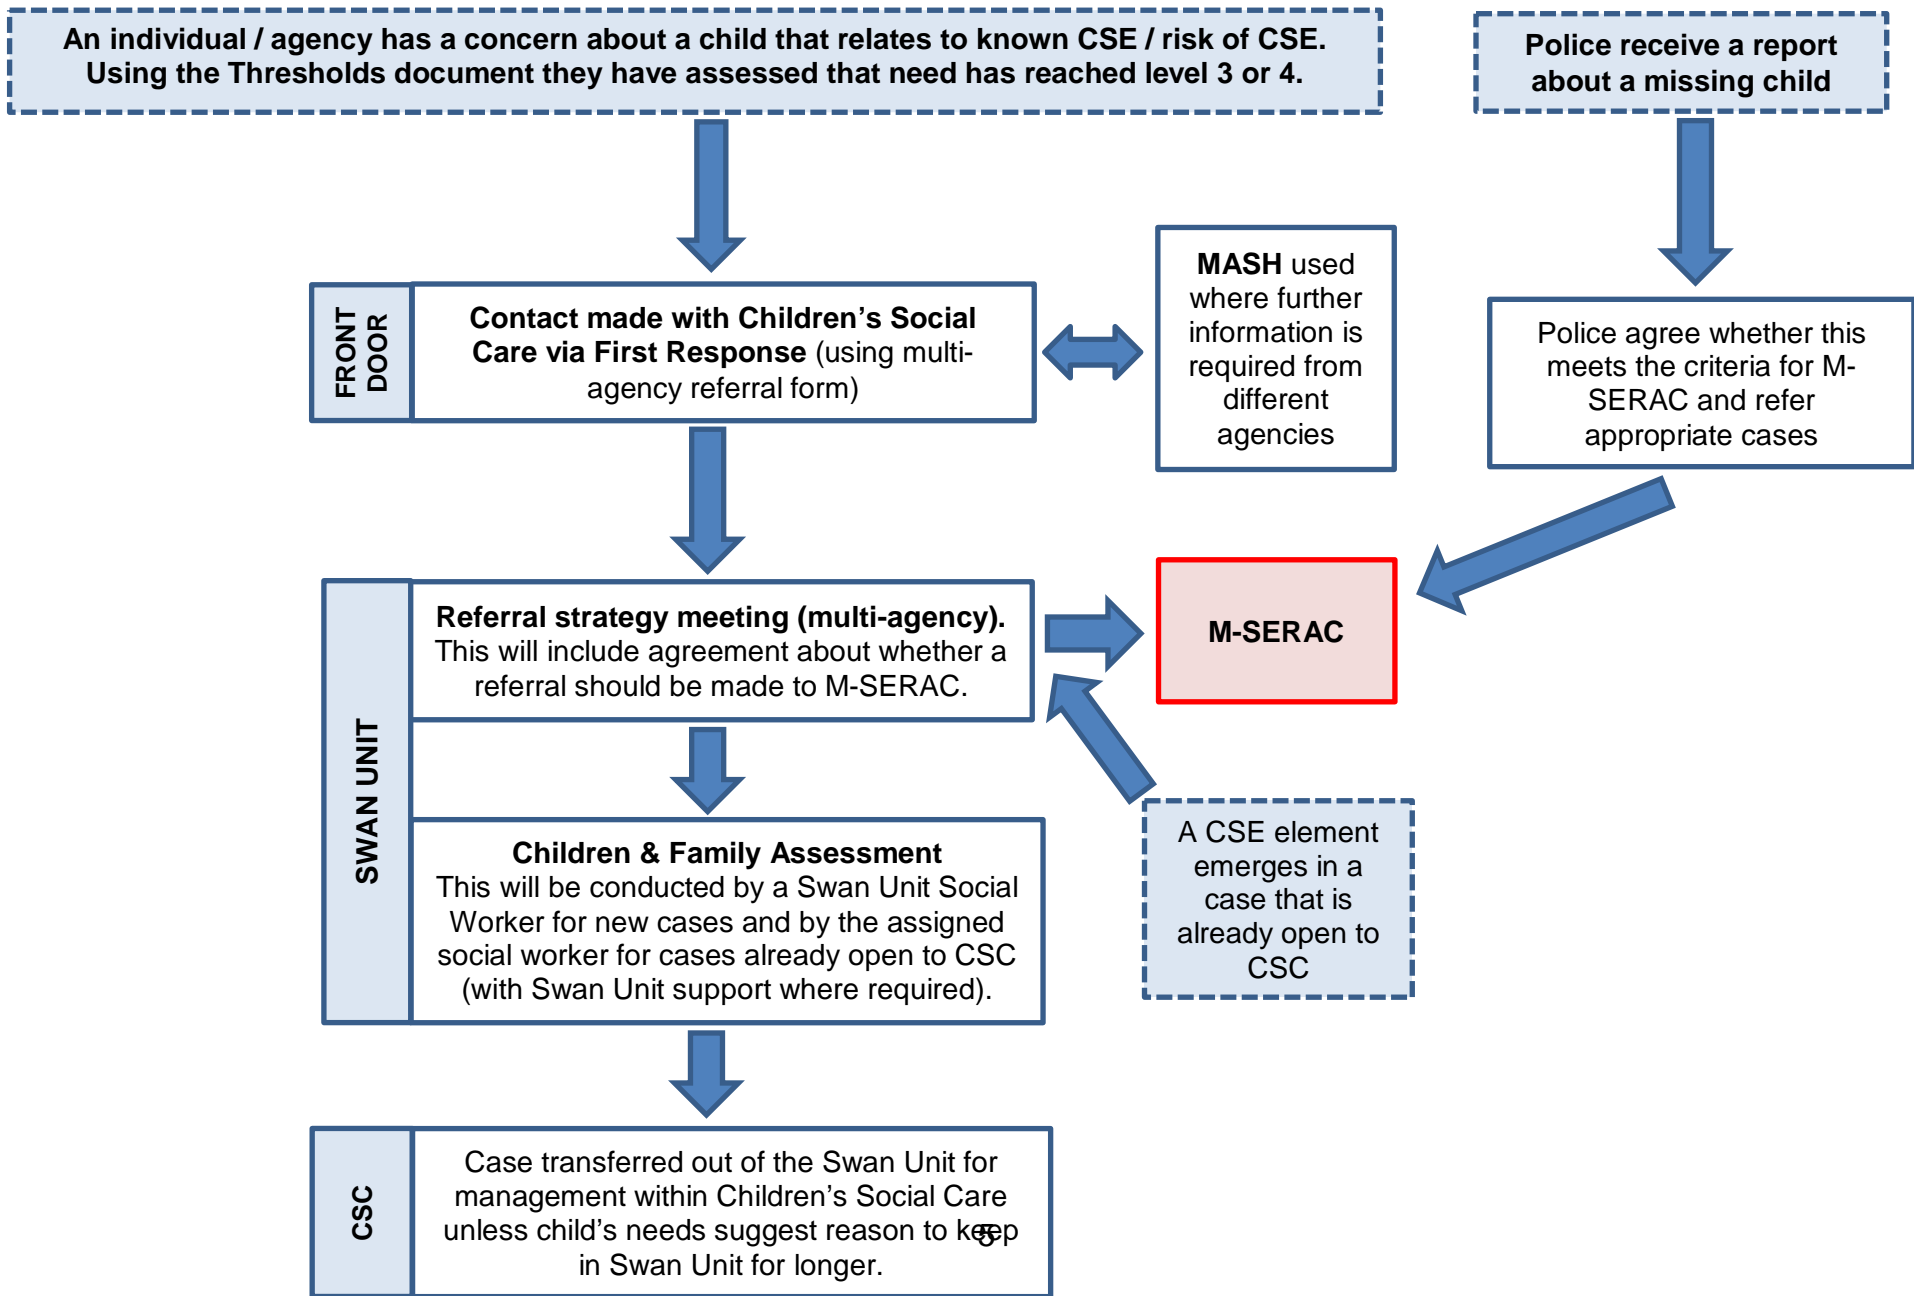 An individual / agency has a concern about a child that relates to known CSE / risk of CSE.
Using the Thresholds document they have assessed that need has reached level 3 or 4.
Police receive a report
about a missing child
FRONT
DOOR
Contact made with Children’s Social
Care via First Response (using multi-
agency referral form)
MASH used
where further
information is
required from
different
agencies
Police agree whether this
meets the criteria for M-
SERAC and refer
appropriate cases
SWAN UNIT
Referral strategy meeting (multi-agency).
This will include agreement about whether a
referral should be made to M-SERAC.
M-SERAC
Children & Family Assessment
This will be conducted by a Swan Unit Social
Worker for new cases and by the assigned
social worker for cases already open to CSC
(with Swan Unit support where required).
A CSE element
emerges in a
case that is
already open to
CSC
CSC
Case transferred out of the Swan Unit for
management within Children’s Social Care
unless child’s needs suggest reason to keep
in Swan Unit for longer.
5